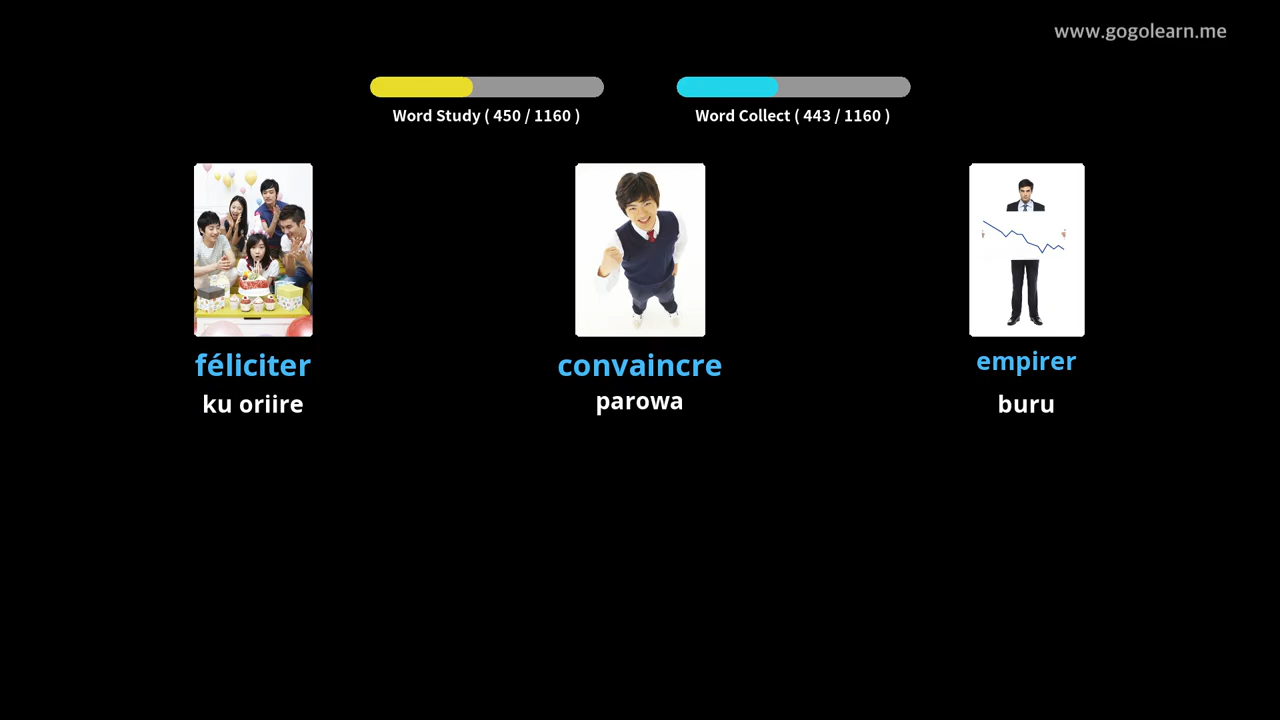 www.gogolearn.me
Word Study ( 450 / 1160 )
Word Collect ( 443 / 1160 )
féliciter
ku oriire
convaincre
parowa
empirer
buru